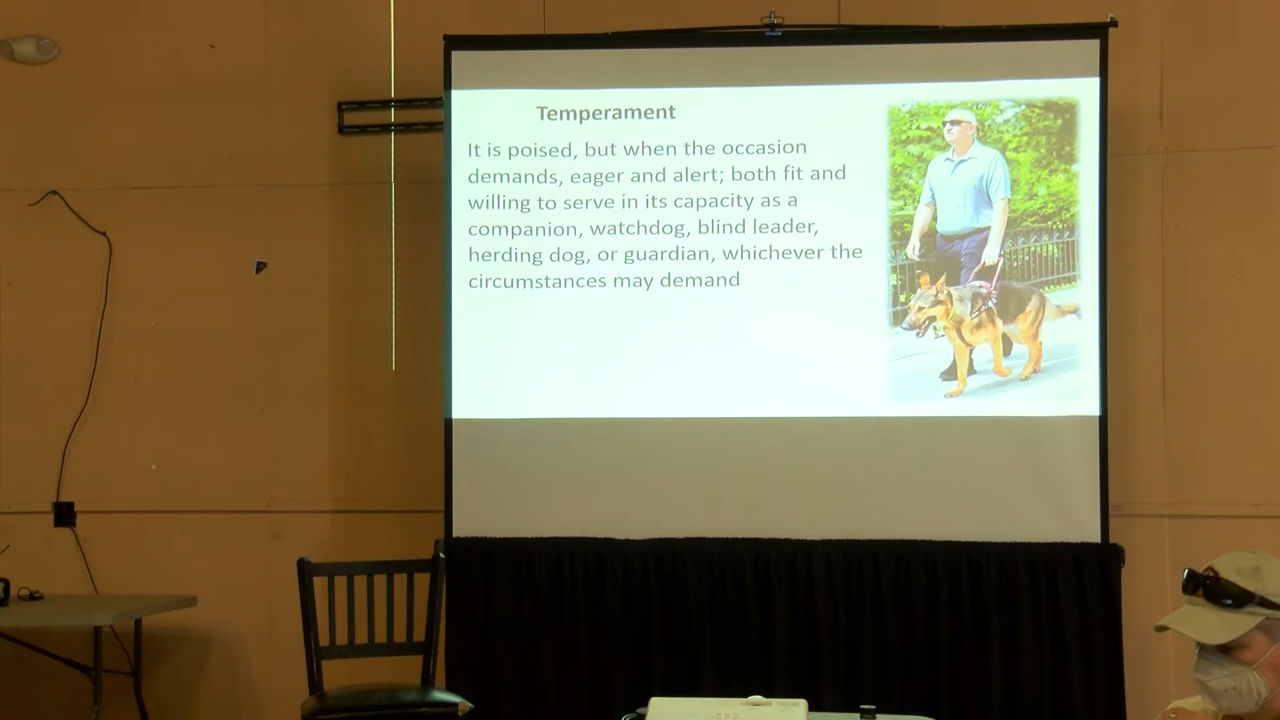 Temperament
It is poised, but when the occasion
demands, eager and alert; both fit and
willing to serve in its capacity as a
companion, watchdog, blind leader,
herding dog, or guardian, whichever the
circumstances may demand